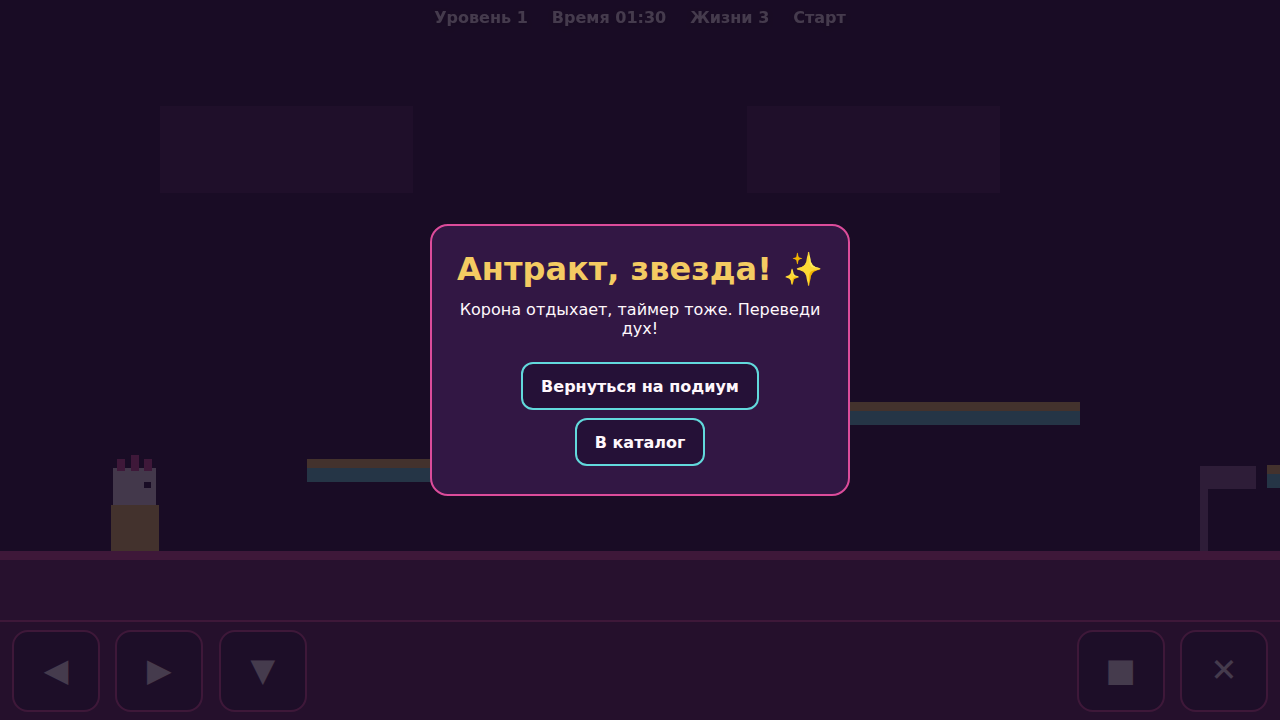 Уровень 1 Время 01:30 Жизни 3 Старт
Антракт, звезда! ✨
Корона отдыхает, таймер тоже. Переведи
дух!
Вернуться на подиум
В каталог
◀ ▶ ▼ ■ ✕